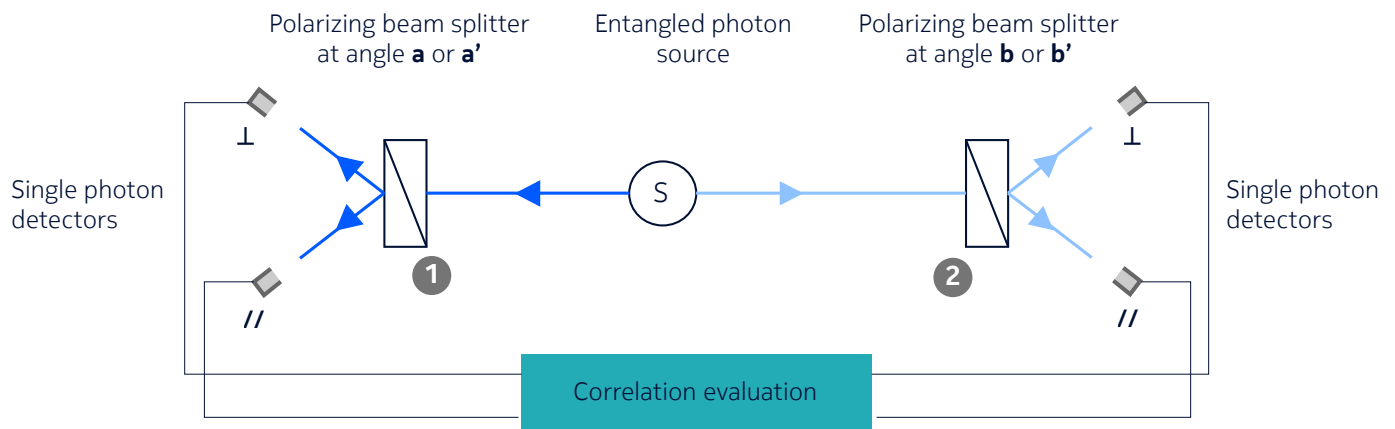 Polarizing beam splitter
at angle a or a’
Entangled photon
source
Polarizing beam splitter
at angle b or b’
⊥
⊥
Single photon
detectors
S
Single photon
detectors
1
2
//
//
Correlation evaluation